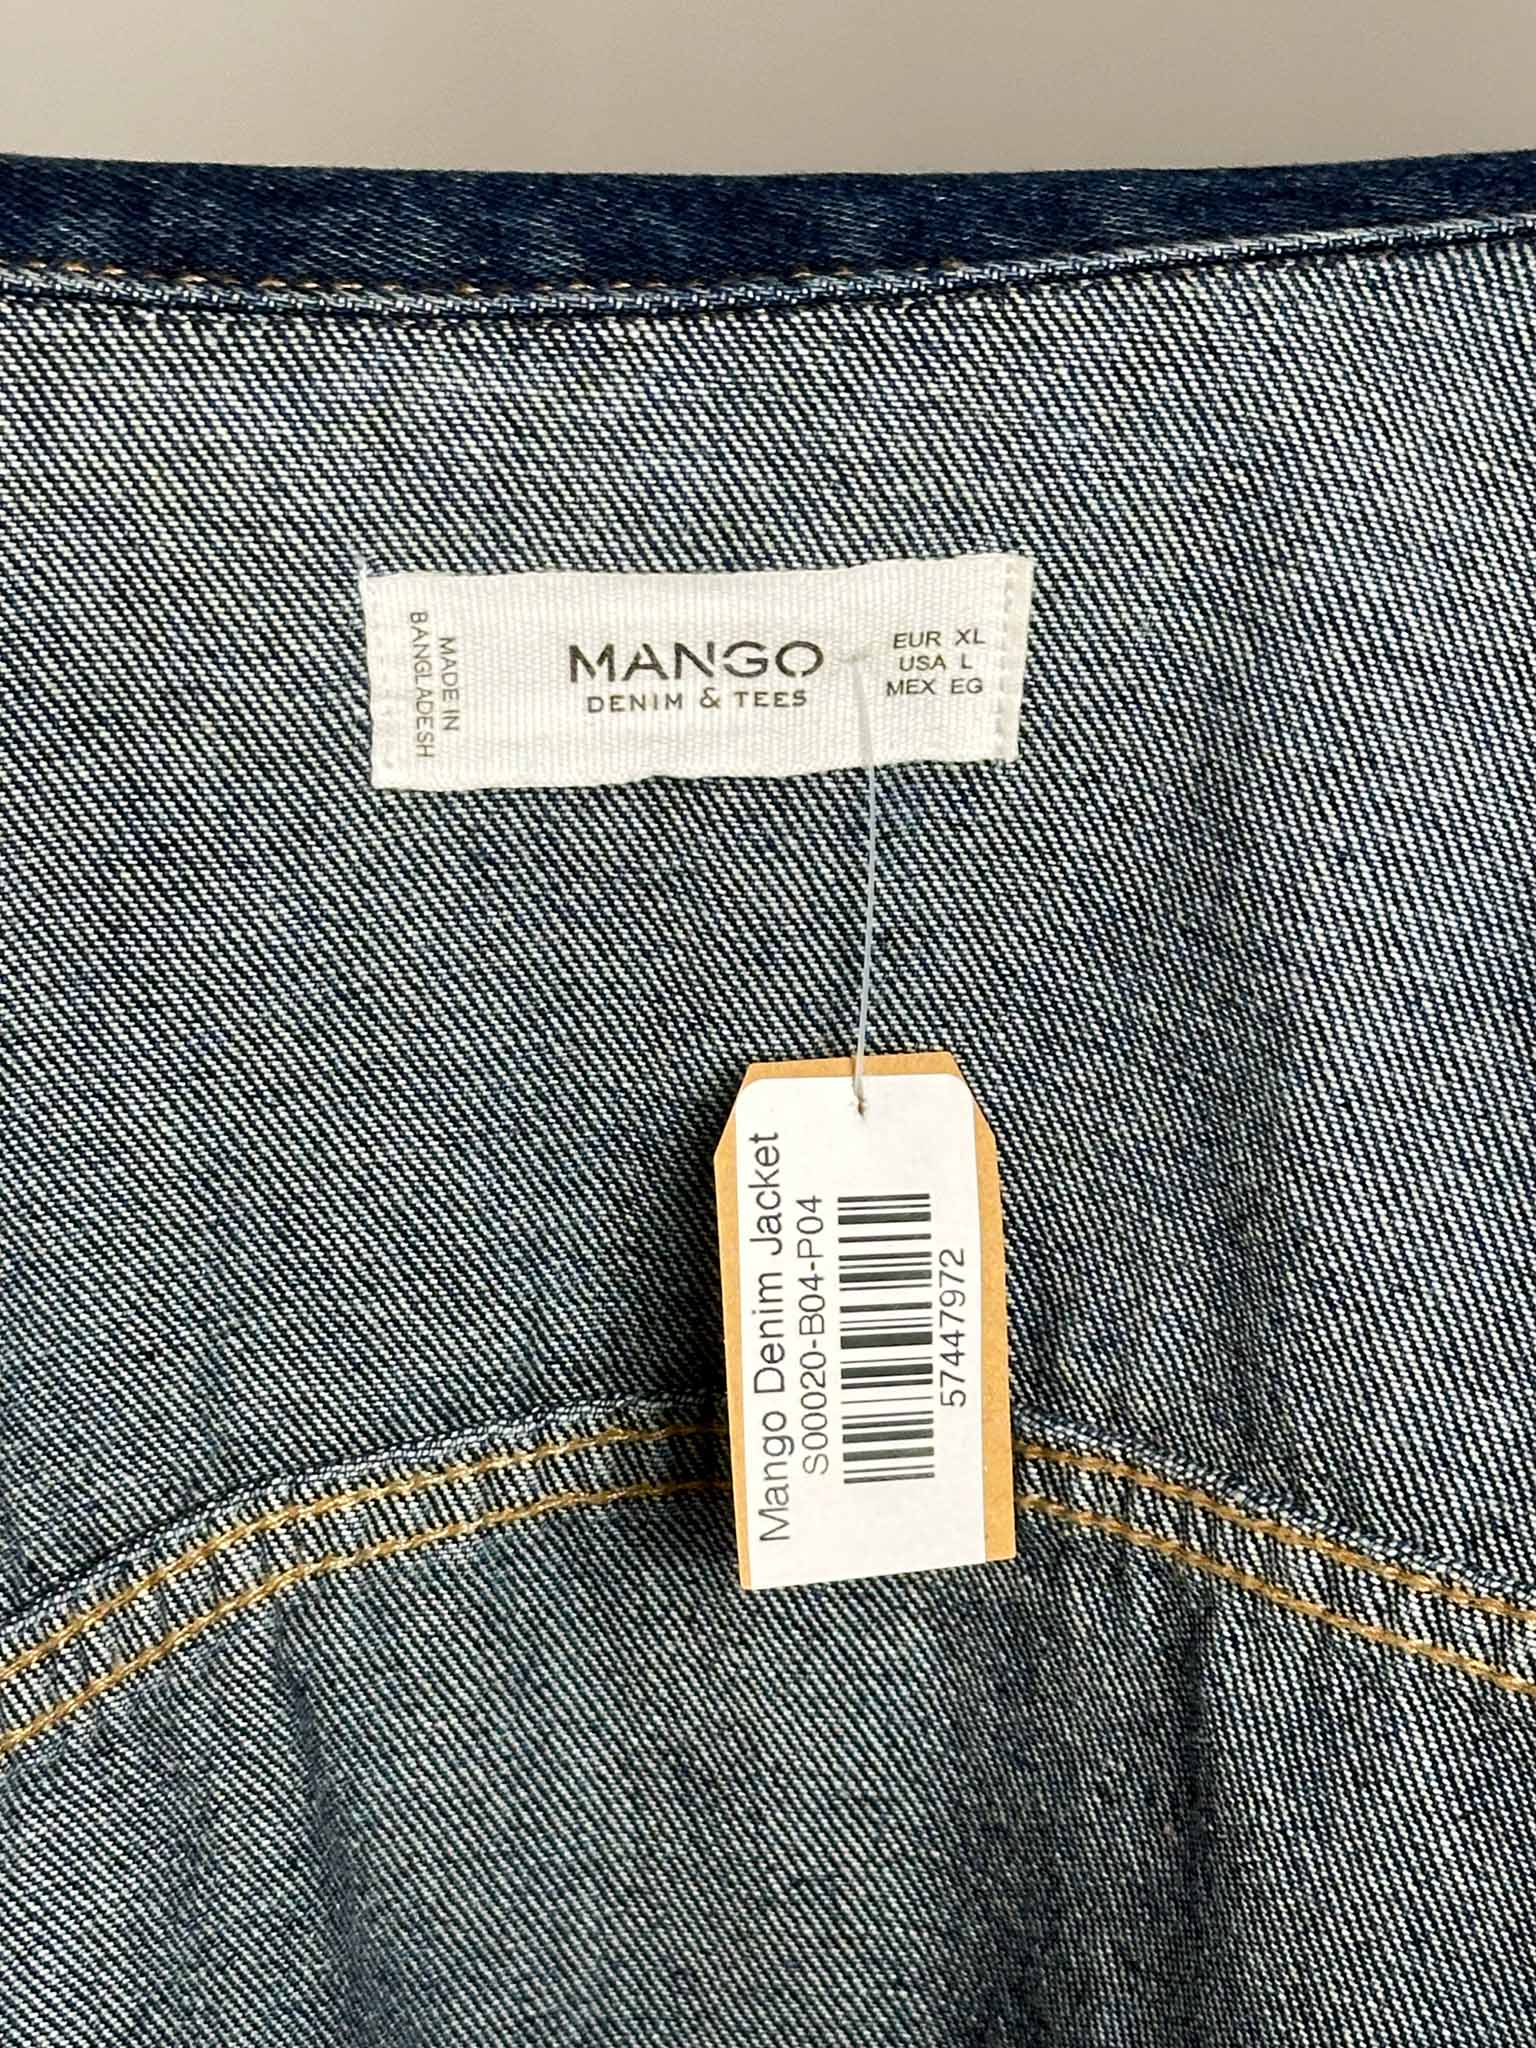 MADE IN
BANGLADESH
MANGO
DENIM & TEES
EUR XL
USA L
MEX EG
Mango Denim Jacket
S00020-B04-P04
57447972